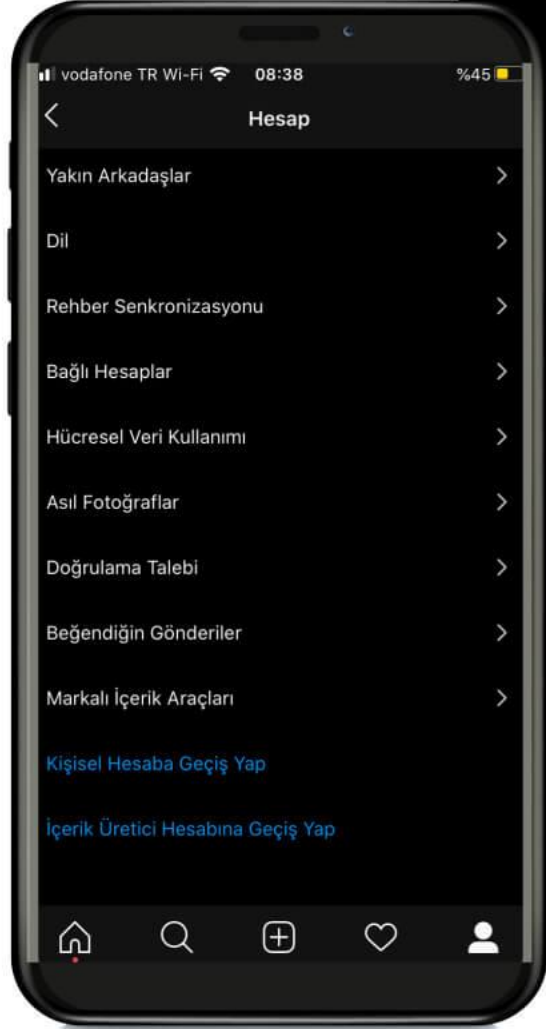 vodafone TR Wi-Fi 08:38 %45
Hesap
Yakın Arkadaşlar
Dil
Rehber Senkronizasyonu
Bağlı Hesaplar
Hücresel Veri Kullanımı
Asıl Fotoğraflar
Doğrulama Talebi
Beğendiğin Gönderiler
Markalı İçerik Araçları
Kişisel Hesaba Geçiş Yap
İçerik Üretici Hesabına Geçiş Yap